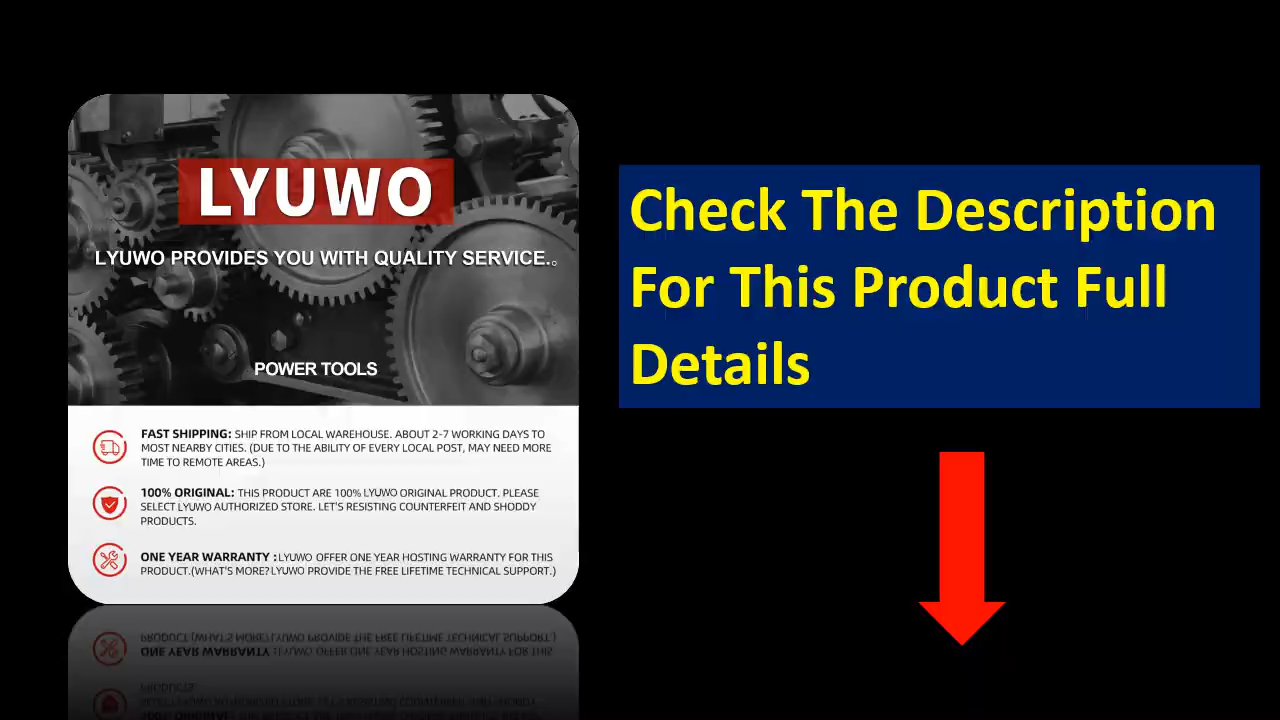 LYUWO
LYUWO PROVIDES YOU WITH QUALITY SERVICE.。
POWER TOOLS
FAST SHIPPING: SHIP FROM LOCAL WAREHOUSE. ABOUT 2-7 WORKING DAYS TO
MOST NEARBY CITIES. (DUE TO THE ABILITY OF EVERY LOCAL POST, MAY NEED MORE
TIME TO REMOTE AREAS.)
100% ORIGINAL: THIS PRODUCT ARE 100% LYUWO ORIGINAL PRODUCT. PLEASE
SELECT LYUWO AUTHORIZED STORE. LET'S RESISTING COUNTERFEIT AND SHODDY
PRODUCTS.
ONE YEAR WARRANTY :LYUWO OFFER ONE YEAR HOSTING WARRANTY FOR THIS
PRODUCT.(WHAT'S MORE? LYUWO PROVIDE THE FREE LIFETIME TECHNICAL SUPPORT.)
Check The Description
For This Product Full
Details